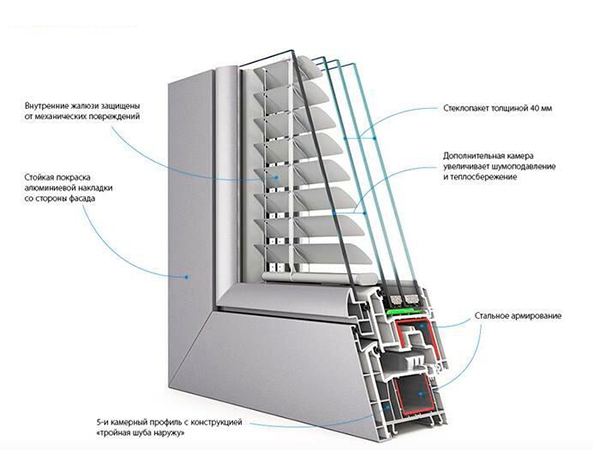 Внутренние жалюзи защищены
от механических повреждений
Стеклопакет толщиной 40 мм
Дополнительная камера
увеличивает шумоподавление
и теплосбережение
Стойкая покраска
алюминиевой накладки
со стороны фасада
Стальное армирование
5-и камерный профиль с конструкцией
«тройная шуба наружу»